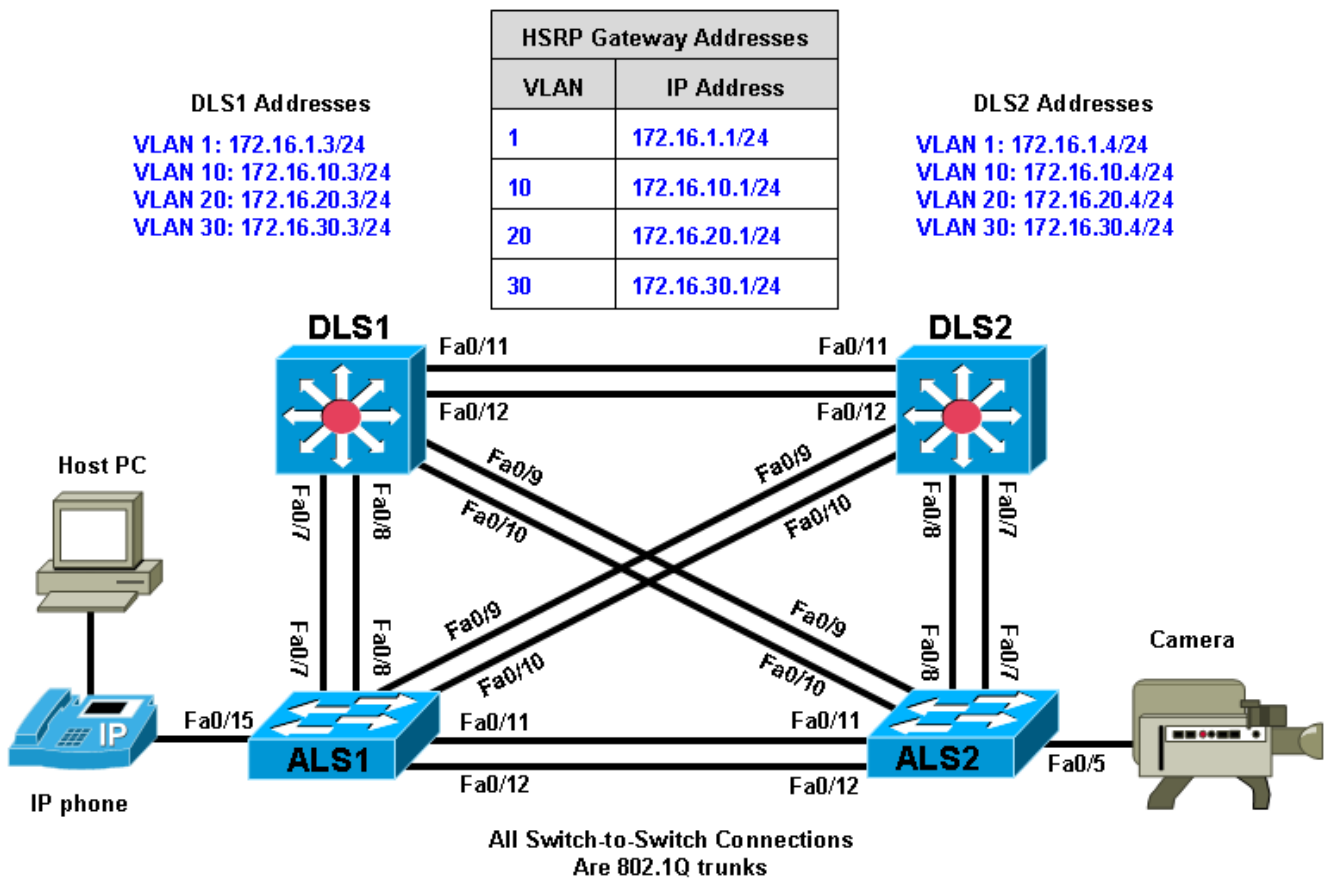 HSRP Gateway Addresses
VLAN IP Address
1 172.16.1.1/24
10 172.16.10.1/24
20 172.16.20.1/24
30 172.16.30.1/24
DLS1 Addresses
VLAN 1: 172.16.1.3/24
VLAN 10: 172.16.10.3/24
VLAN 20: 172.16.20.3/24
VLAN 30: 172.16.30.3/24
DLS2 Addresses
VLAN 1: 172.16.1.4/24
VLAN 10: 172.16.10.4/24
VLAN 20: 172.16.20.4/24
VLAN 30: 172.16.30.4/24
DLS1
DLS2
Fa0/11
Fa0/11
Fa0/12
Fa0/12
Host PC
Fa0/9
Fa0/9
Fa0/7
Fa0/8
Fa0/10
Fa0/10
Fa0/8
Fa0/7
Fa0/7
Fa0/8
Fa0/9
Fa0/10
Fa0/9
Fa0/10
Fa0/8
Fa0/7
Camera
IP
Fa0/15
Fa0/11
Fa0/11
ALS1
ALS2
Fa0/5
Fa0/12
Fa0/12
IP phone
All Switch-to-Switch Connections
Are 802.1Q trunks